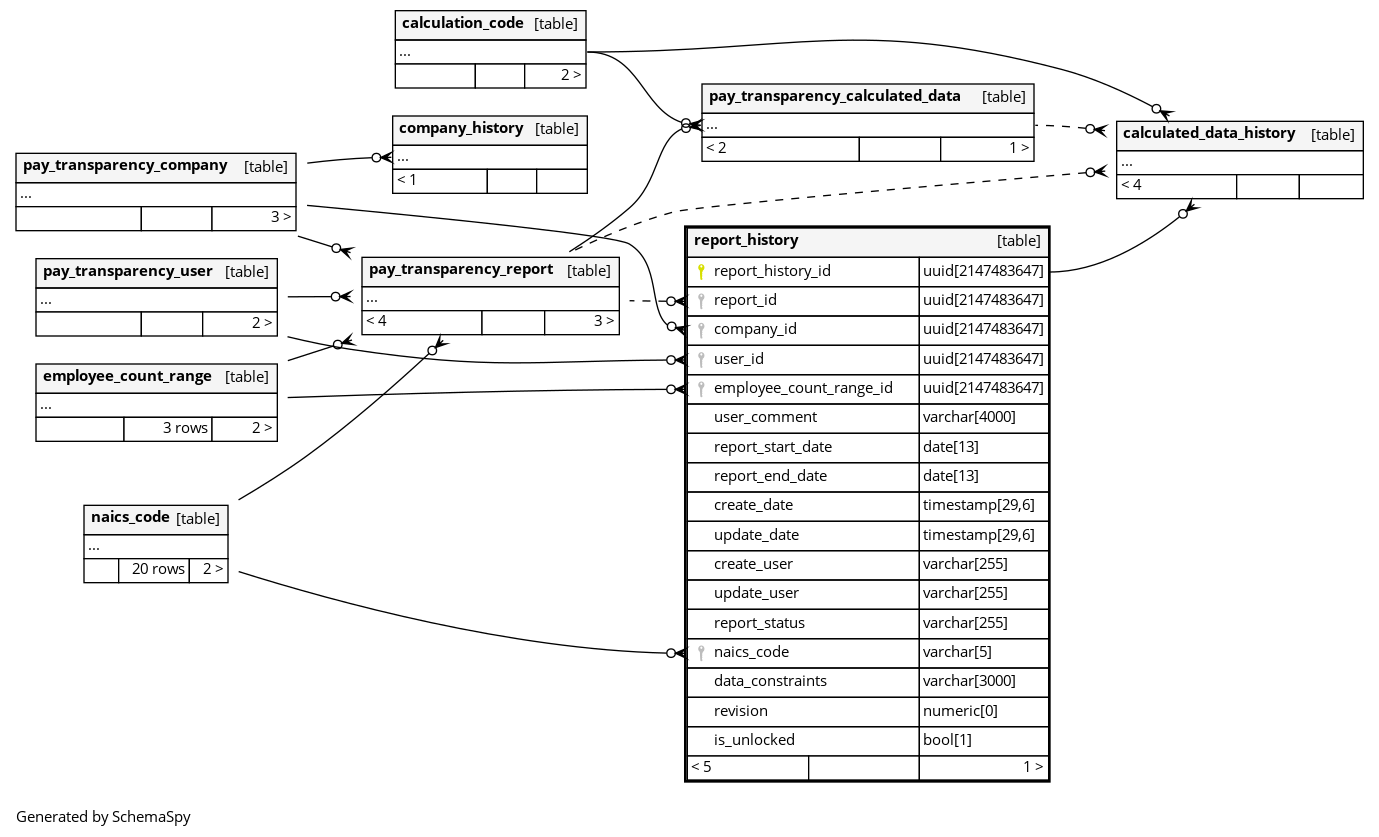 calculation_code [table]
...
2 >
pay_transparency_calculated_data [table]
...
< 2 1 >
company_history [table]
...
< 1
calculated_data_history [table]
...
< 4
pay_transparency_company [table]
...
3 >
pay_transparency_user [table]
...
2 >
pay_transparency_report [table]
...
< 4 3 >
employee_count_range [table]
...
3 rows 2 >
naics_code [table]
...
20 rows 2 >
report_history [table]
report_history_id uuid[2147483647]
report_id uuid[2147483647]
company_id uuid[2147483647]
user_id uuid[2147483647]
employee_count_range_id uuid[2147483647]
user_comment varchar[4000]
report_start_date date[13]
report_end_date date[13]
create_date timestamp[29,6]
update_date timestamp[29,6]
create_user varchar[255]
update_user varchar[255]
report_status varchar[255]
naics_code varchar[5]
data_constraints varchar[3000]
revision numeric[0]
is_unlocked bool[1]
< 5 1 >
Generated by SchemaSpy